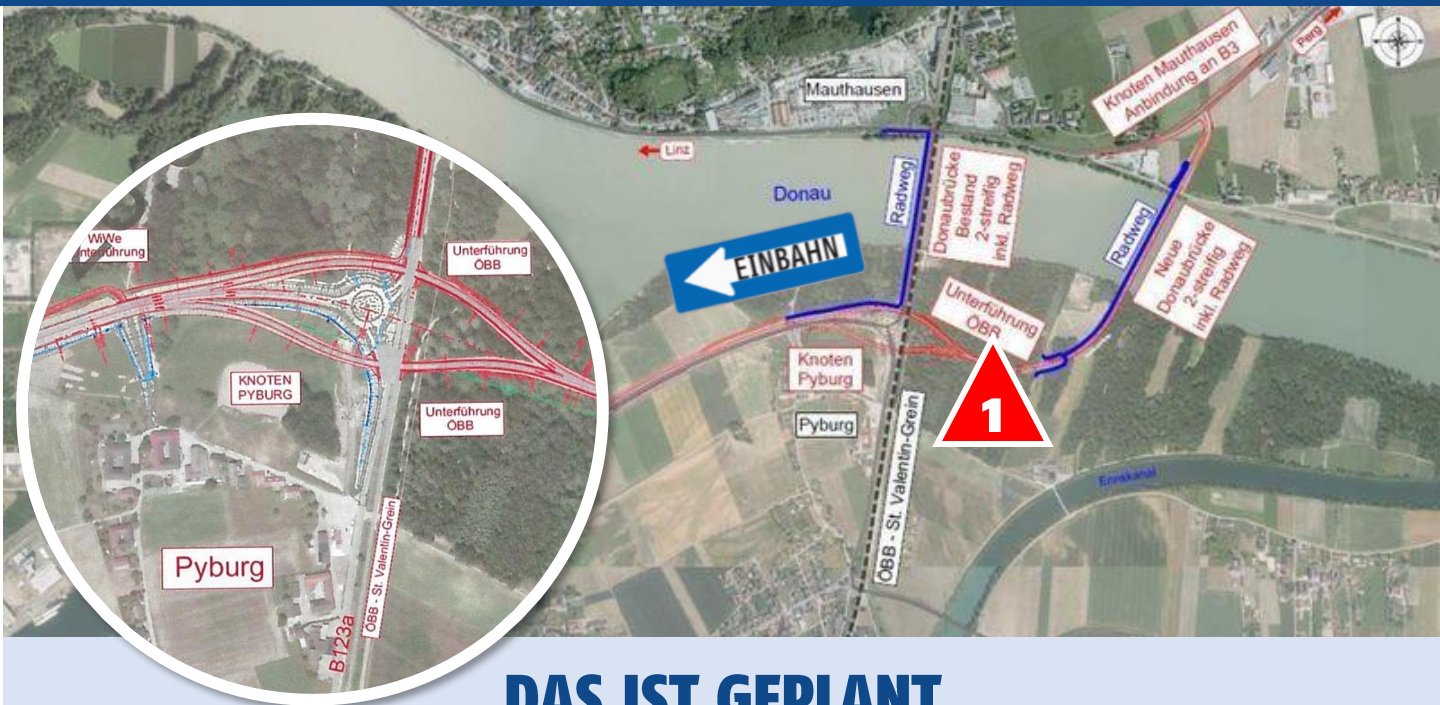 Mauthausen
Knoten Mauthausen
Anbindung an B3
Perg
Linz
Donau
Radweg
Donaubrücke
Bestand
2-streifig
inkl. Radweg
Radweg
Neue
Donaubrücke
2-streifig
inkl. Radweg
EINBAHN
Unterführung
ÖBB
1
Knoten
Pyburg
Pyburg
ÖBB - St. Valentin-Grein
Ennskanal
WiWe
Unterführung
Unterführung
ÖBB
KNOTEN
PYBURG
Unterführung
ÖBB
Pyburg
B123a
ÖBB - St. Valentin-Grein
DAS IST GEPLANT